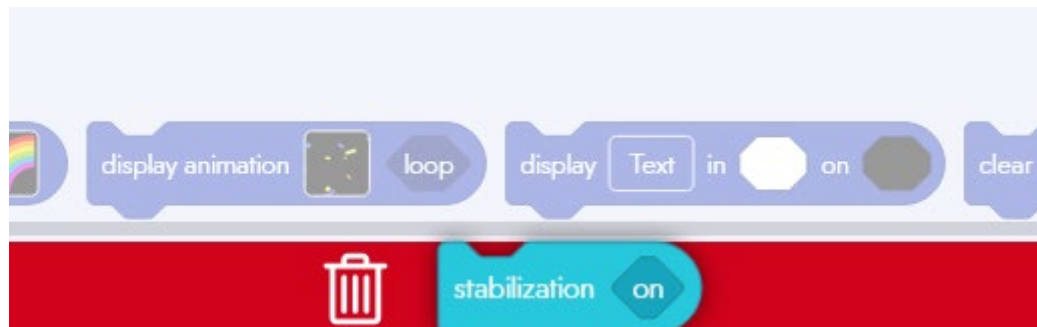 display animation loop display Text in on clear
stabilization on